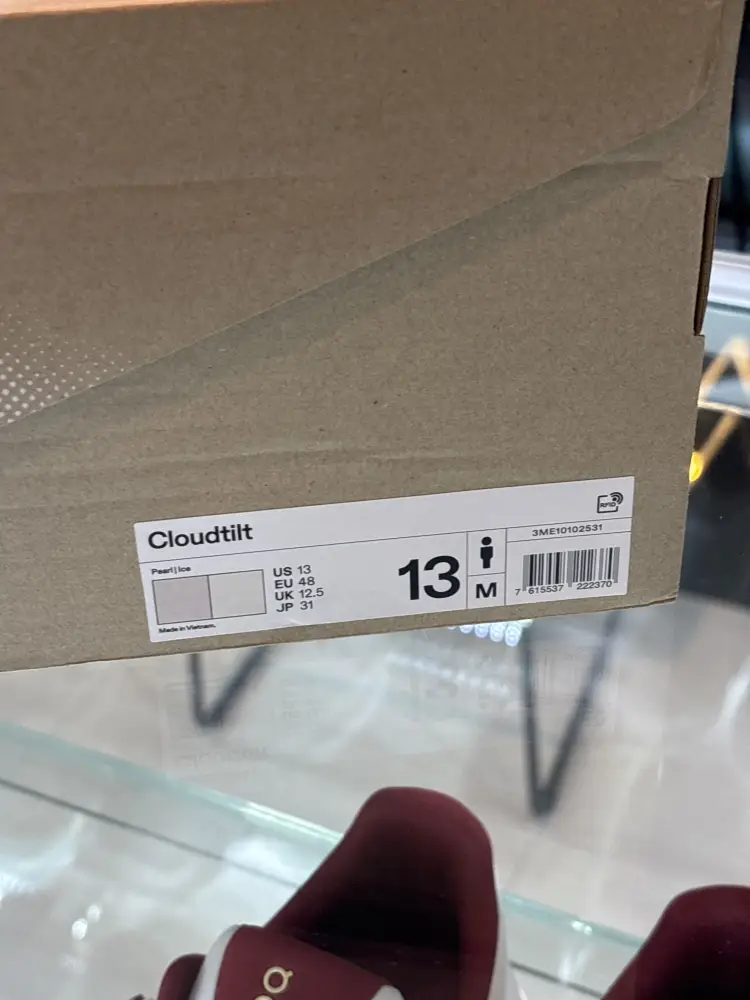 Cloudtilt
RFID
Pearl | Ice
US 13
EU 48
UK 12.5
JP 31
Made in Vietnam.
13
M
3ME10102531
7 615537 222370